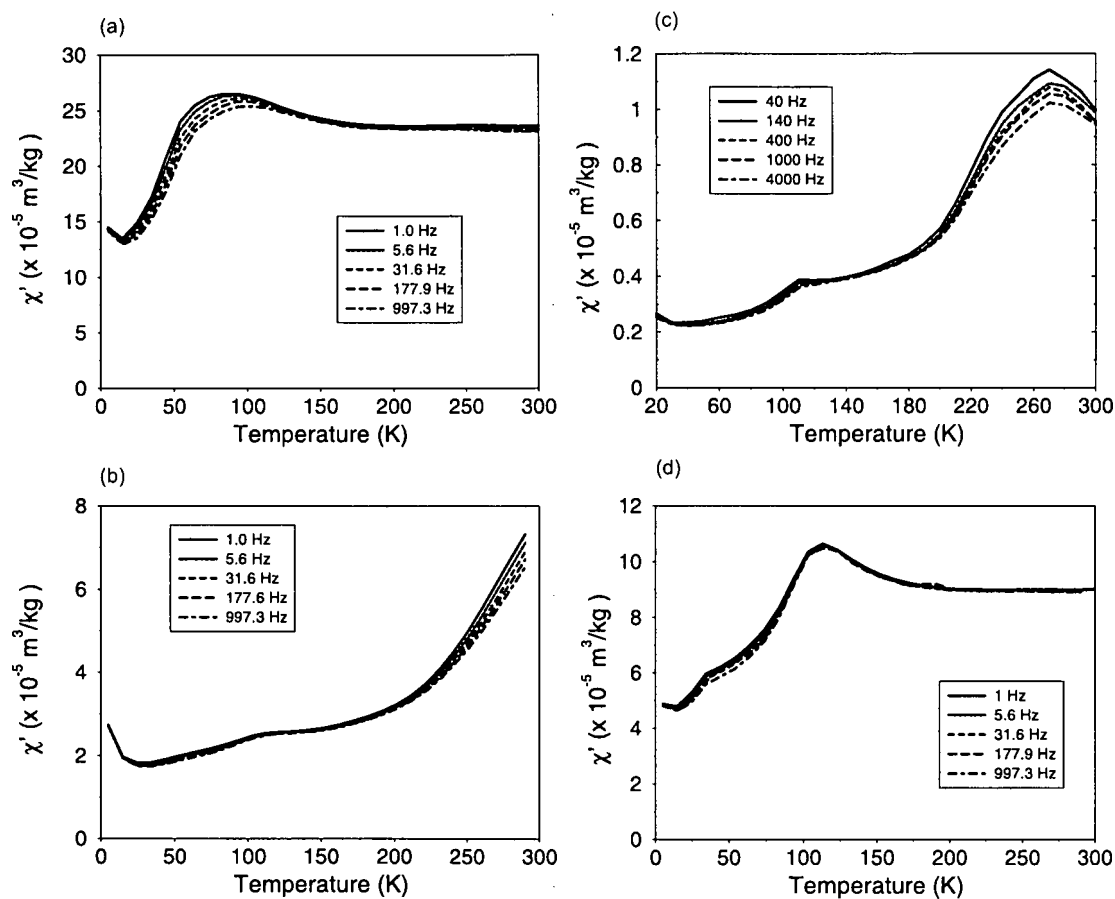 (a)
30
25
20
15
10
5
0
χ' (x 10⁻⁵ m³/kg )
1.0 Hz
5.6 Hz
31.6 Hz
177.9 Hz
997.3 Hz
0 50 100 150 200 250 300
Temperature (K)
(c)
1.2
1
0.8
0.6
0.4
0.2
0
χ' (x 10⁻⁵ m³/kg )
40 Hz
140 Hz
400 Hz
1000 Hz
4000 Hz
20 60 100 140 180 220 260 300
Temperature (K)
(b)
8
6
4
2
0
χ' (x 10⁻⁵ m³/kg )
1.0 Hz
5.6 Hz
31.6 Hz
177.6 Hz
997.3 Hz
0 50 100 150 200 250 300
Temperature (K)
(d)
12
10
8
6
4
2
0
χ' (x 10⁻⁵ m³/kg )
1 Hz
5.6 Hz
31.6 Hz
177.9 Hz
997.3 Hz
0 50 100 150 200 250 300
Temperature (K)